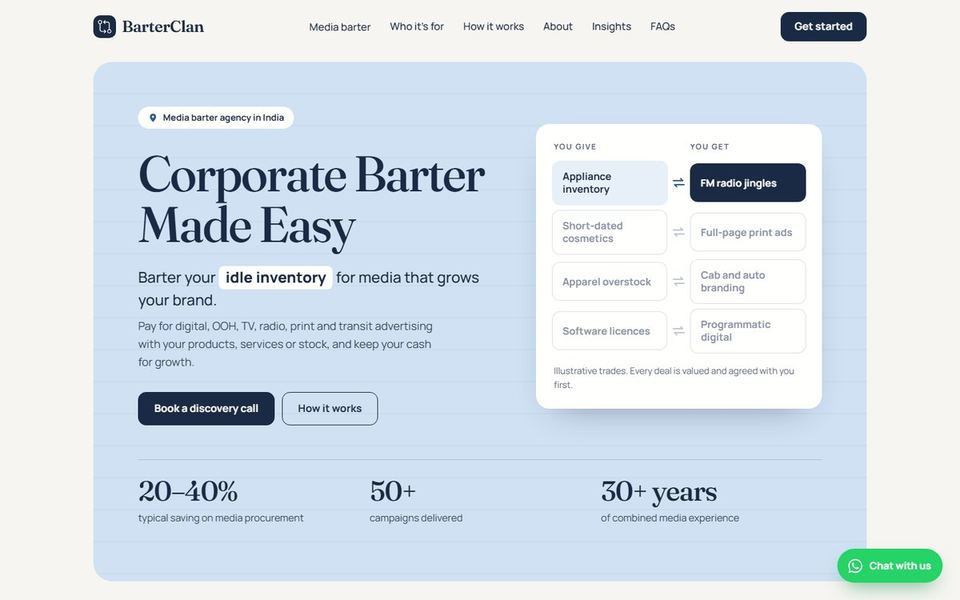 BarterClan
Media barter
Who it's for
How it works
About
Insights
FAQs
Get started
Media barter agency in India
Corporate Barter
Made Easy
Barter your idle inventory for media that grows
your brand.
Pay for digital, OOH, TV, radio, print and transit advertising
with your products, services or stock, and keep your cash
for growth.
Book a discovery call
How it works
YOU GIVE
YOU GET
Appliance
inventory
FM radio jingles
Short-dated
cosmetics
Full-page print ads
Apparel overstock
Cab and auto
branding
Software licences
Programmatic
digital
Illustrative trades. Every deal is valued and agreed with you
first.
20–40%
typical saving on media procurement
50+
campaigns delivered
30+ years
of combined media experience
Chat with us